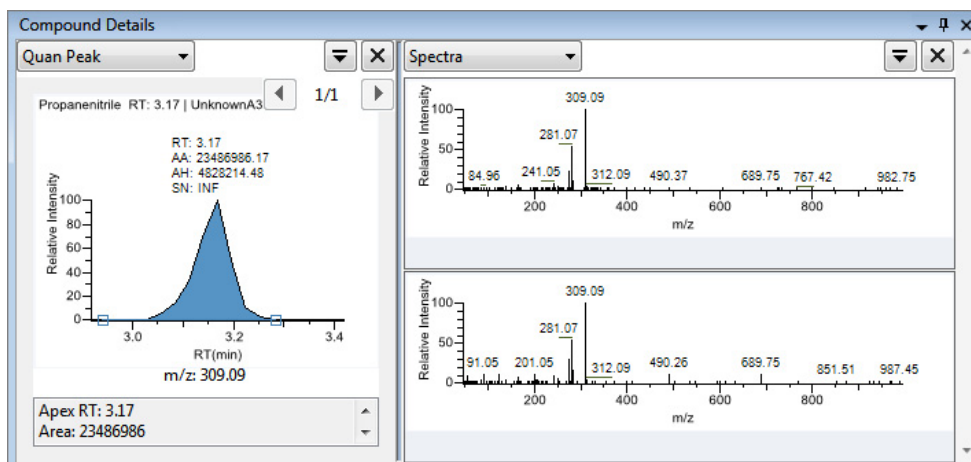 Compound Details
Quan Peak
1/1
Propanenitrile RT: 3.17 | UnknownA3
RT: 3.17
AA: 23486986.17
AH: 4828214.48
SN: INF
Relative Intensity
100
80
60
40
20
0
3.0 3.2 3.4
RT(min)
m/z: 309.09
Apex RT: 3.17
Area: 23486986
Spectra
309.09
Relative Intensity
100
50
0
281.07
84.96 241.05 312.09 490.37 689.75 767.42 982.75
200 400 600 800
m/z
309.09
Relative Intensity
100
50
0
281.07
91.05 201.05 312.09 490.26 689.75 851.51 987.45
200 400 600 800
m/z